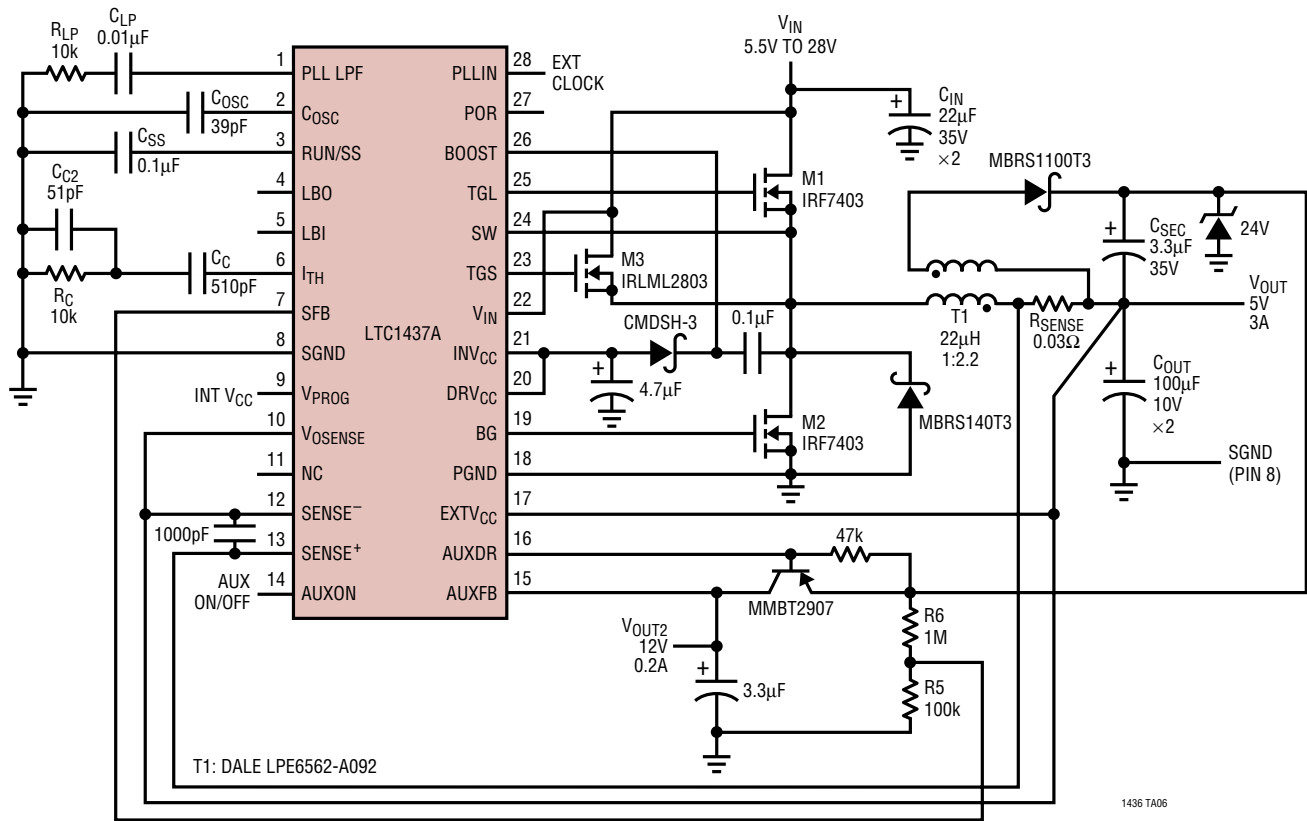 RLP
10k
CLP
0.01µF
COSC
39pF
CSS
0.1µF
CC2
51pF
RC
10k
CC
510pF
INT VCC
1000pF
AUX
ON/OFF
1
2
3
4
5
6
7
8
9
10
11
12
13
14
PLL LPF
COSC
RUN/SS
LBO
LBI
ITH
SFB
SGND
VPROG
VOSENSE
NC
SENSE–
SENSE+
AUXON
LTC1437A
PLLIN
POR
BOOST
TGL
SW
TGS
VIN
INVCC
DRVCC
BG
PGND
EXTVCC
AUXDR
AUXFB
28
27
26
25
24
23
22
21
20
19
18
17
16
15
EXT
CLOCK
VIN
5.5V TO 28V
CIN
22µF
35V
×2
+
M1
IRF7403
M3
IRLML2803
CMDSH-3
0.1µF
+
4.7µF
M2
IRF7403
MBRS140T3
MBRS1100T3
+
CSEC
3.3µF
35V
24V
T1
22µH
1:2.2
RSENSE
0.03Ω
VOUT
5V
3A
+
COUT
100µF
10V
×2
SGND
(PIN 8)
47k
MMBT2907
VOUT2
12V
0.2A
+
3.3µF
R6
1M
R5
100k
T1: DALE LPE6562-A092
1436 TA06